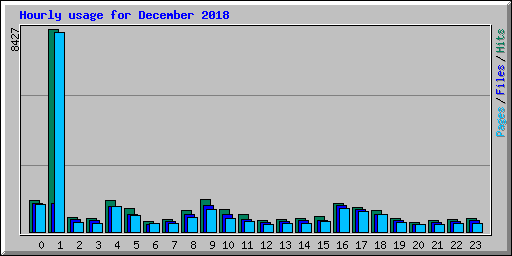 Hourly usage for December 2018
8427
Pages/Files/Hits
0 1 2 3 4 5 6 7 8 9 10 11 12 13 14 15 16 17 18 19 20 21 22 23